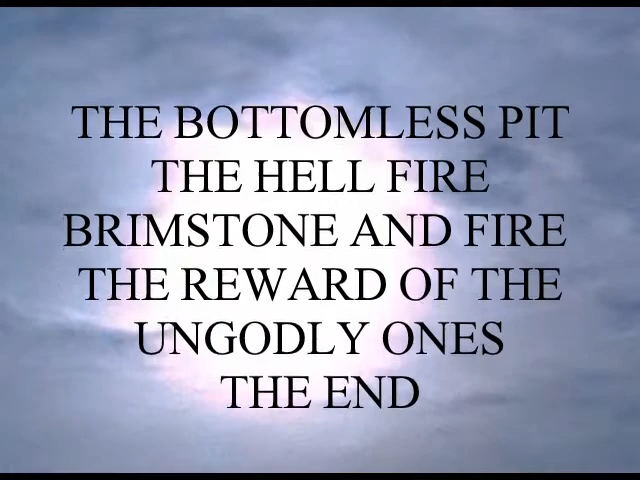 THE BOTTOMLESS PIT
THE HELL FIRE
BRIMSTONE AND FIRE
THE REWARD OF THE
UNGODLY ONES
THE END